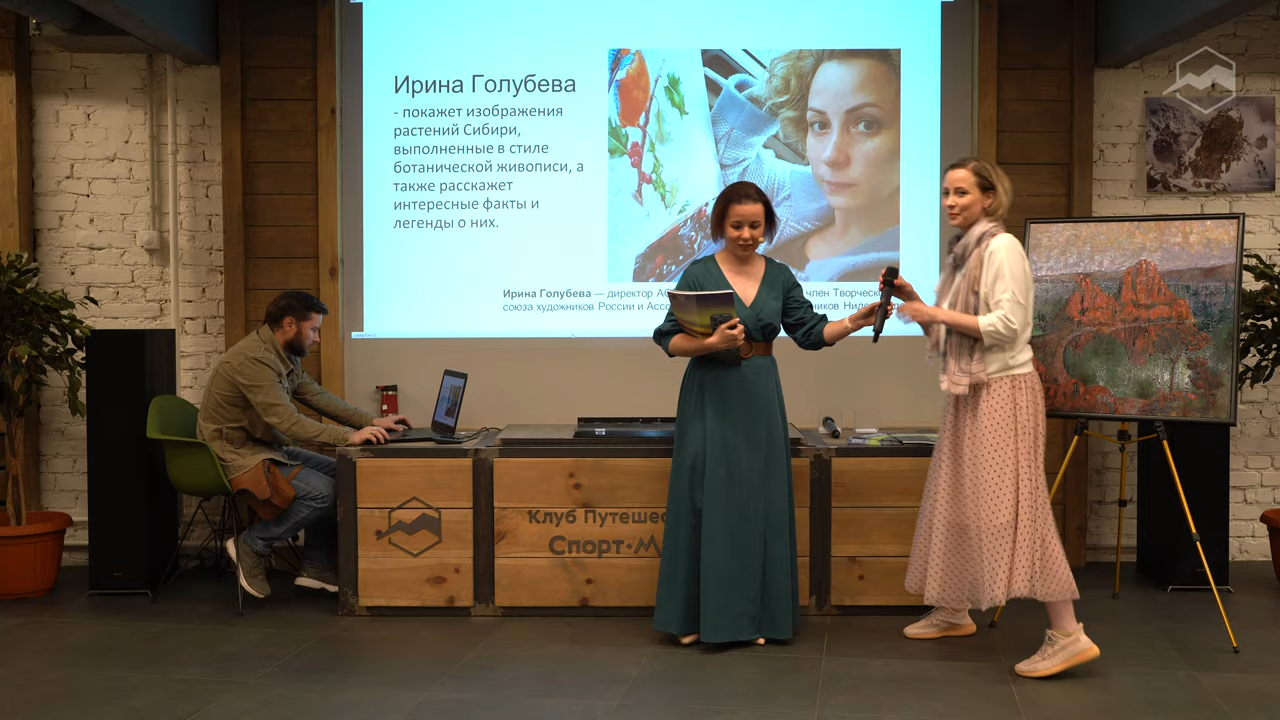 Ирина Голубева
- покажет изображения
растений Сибири,
выполненные в стиле
ботанической живописи, а
также расскажет
интересные факты и
легенды о них.
Ирина Голубева — директор
член
союза художников России и
Клуб
Спорт